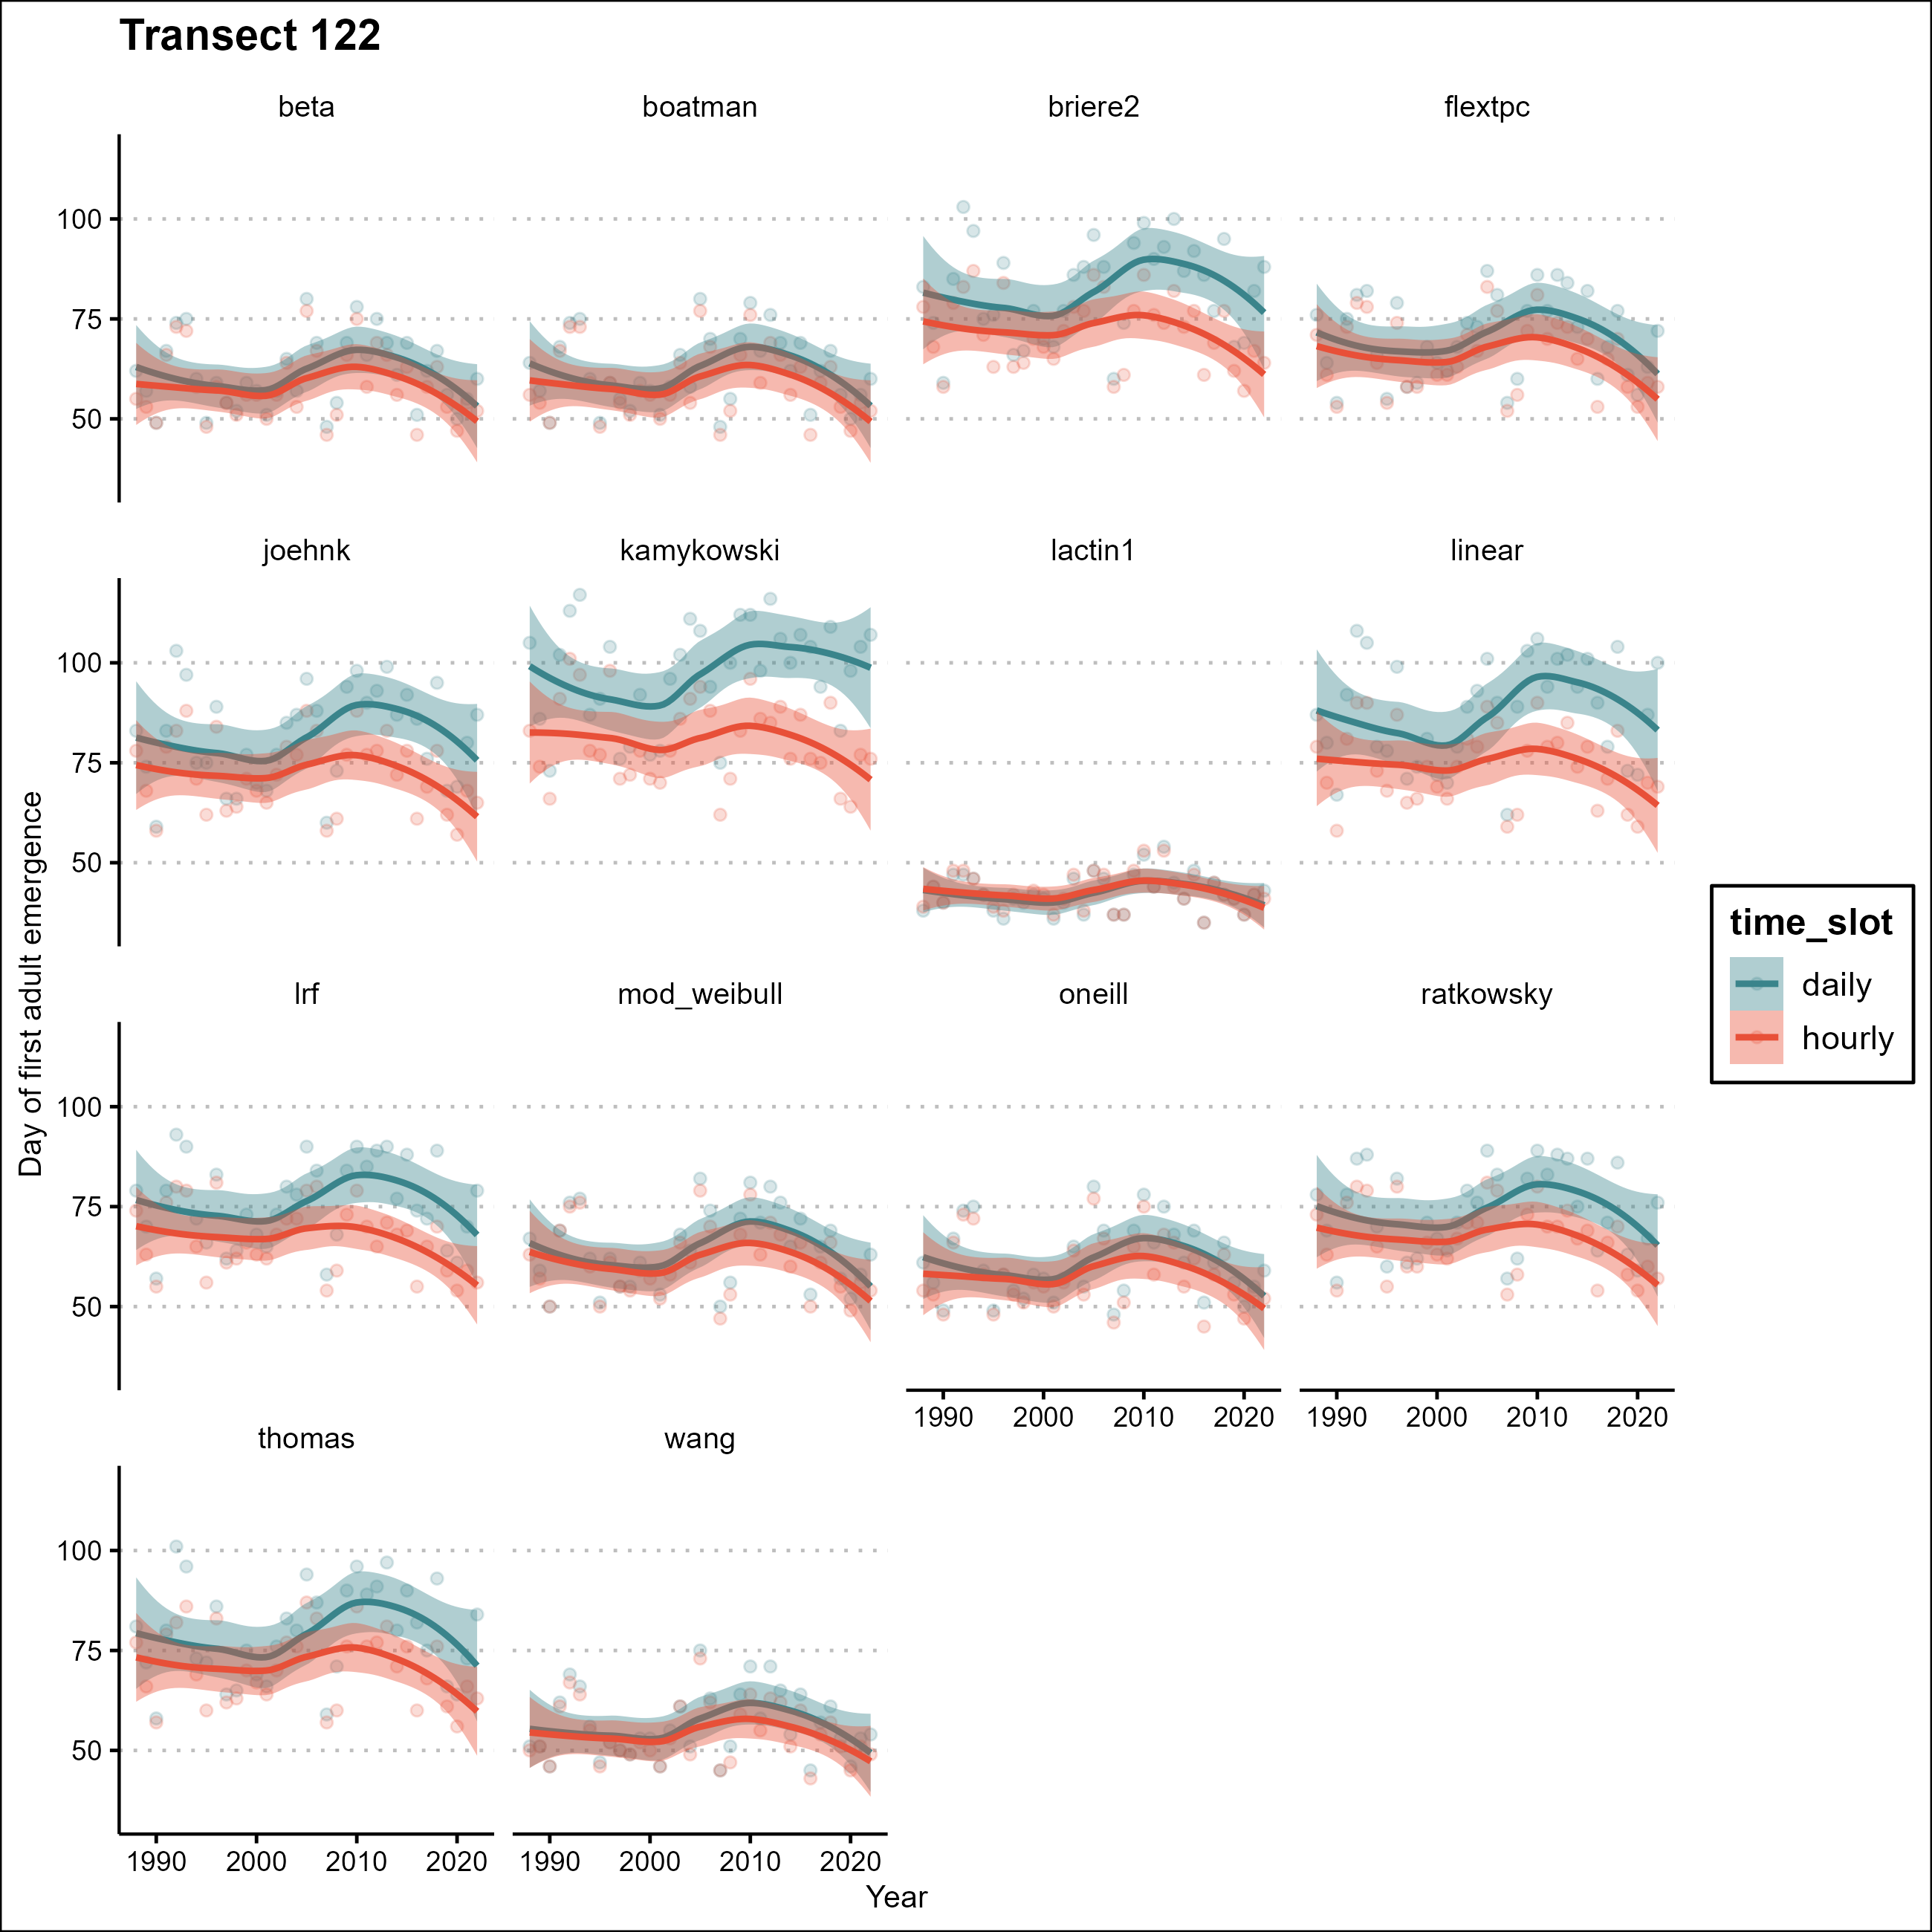 Transect 122
beta boatman briere2 flextpc
100
75
50
joehnk kamykowski lactin1 linear
100
75
50
Day of first adult emergence
time_slot
daily
hourly
lrf mod_weibull oneill ratkowsky
100
75
50
1990 2000 2010 2020 1990 2000 2010 2020
thomas wang
100
75
50
1990 2000 2010 2020 1990 2000 2010 2020
Year